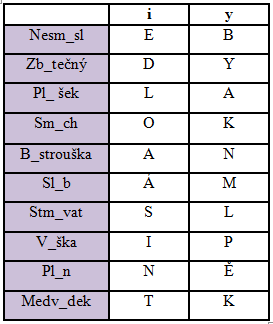 i y
Nesm_sl E B
Zb_tečný D Y
Pl_ šek L A
Sm_ch O K
B_strouška A N
Sl_b Á M
Stm_vat S L
V_ška I P
Pl_n N Ě
Medv_dek T K